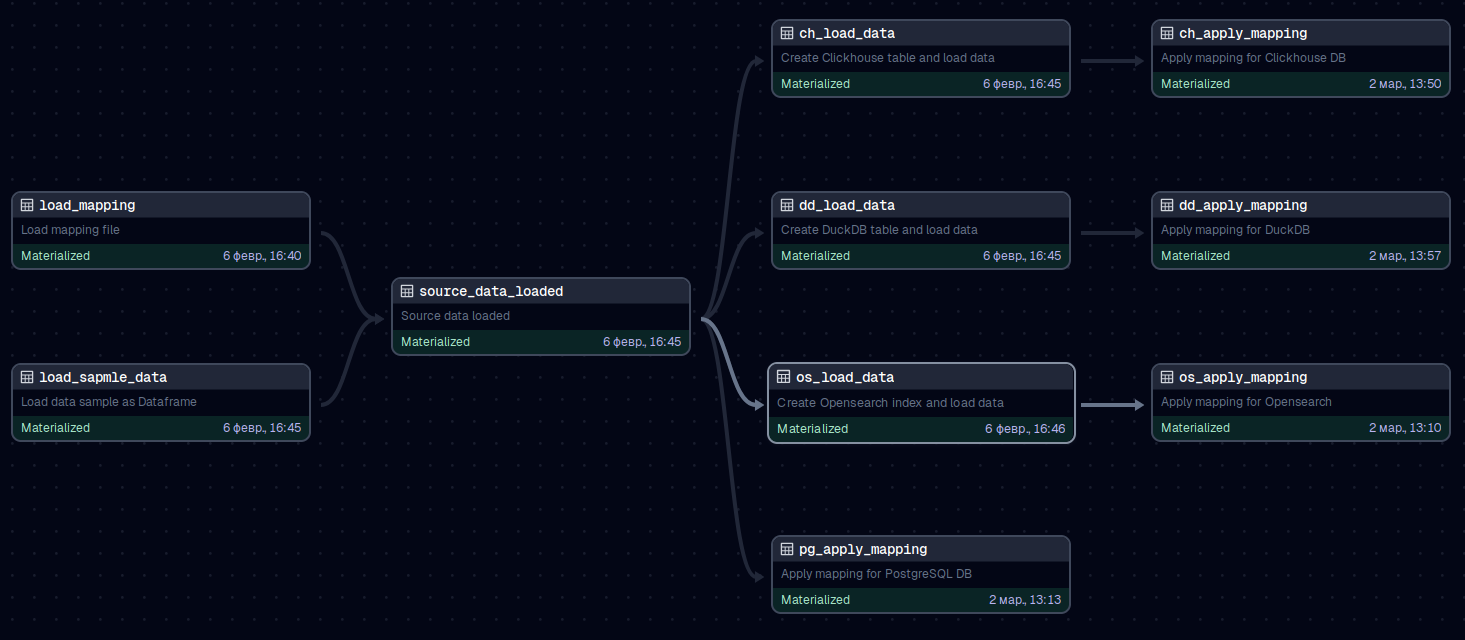 load_mapping
Load mapping file
Materialized 6 февр., 16:40
load_sapmle_data
Load data sample as Dataframe
Materialized 6 февр., 16:45
source_data_loaded
Source data loaded
Materialized 6 февр., 16:45
ch_load_data
Create Clickhouse table and load data
Materialized 6 февр., 16:45
ch_apply_mapping
Apply mapping for Clickhouse DB
Materialized 2 мар., 13:50
dd_load_data
Create DuckDB table and load data
Materialized 6 февр., 16:45
dd_apply_mapping
Apply mapping for DuckDB
Materialized 2 мар., 13:57
os_load_data
Create Opensearch index and load data
Materialized 6 февр., 16:46
os_apply_mapping
Apply mapping for Opensearch
Materialized 2 мар., 13:10
pg_apply_mapping
Apply mapping for PostgreSQL DB
Materialized 2 мар., 13:13